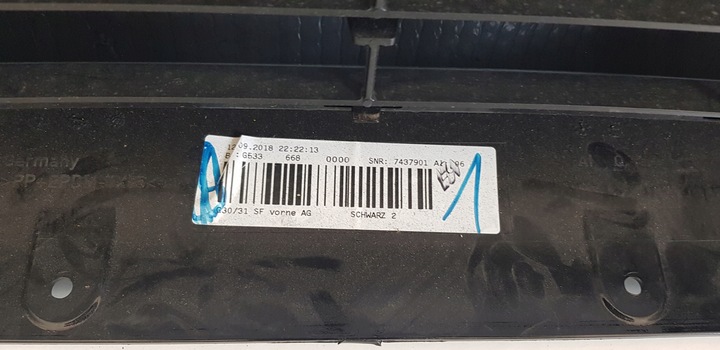 12.09.2018 22:22:13
G533 668 0000 SNR: 7437901
Germany
A
1
G30/31 SF vorne AG SCHWARZ 2